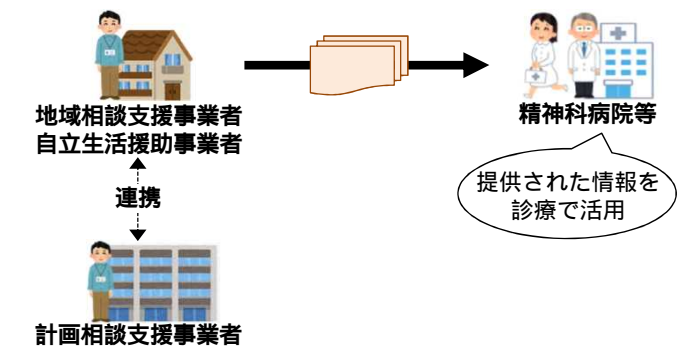 地域相談支援事業者
自立生活援助事業者
精神科病院等
提供された情報を
診療で活用
連携
計画相談支援事業者